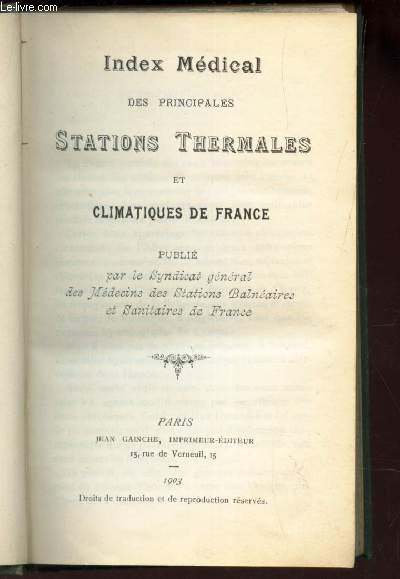 www.le-livre.com
Index Médical
DES PRINCIPALES
STATIONS THERMALES
ET
CLIMATIQUES DE FRANCE
PUBLIÉ
par le Syndicat général
des Médecins des Stations Balnéaires
et Sanitaires de France
PARIS
JEAN GAINCHE, IMPRIMEUR-ÉDITEUR
15, rue de Verneuil, 15
1903
Droits de traduction et de reproduction réservés.